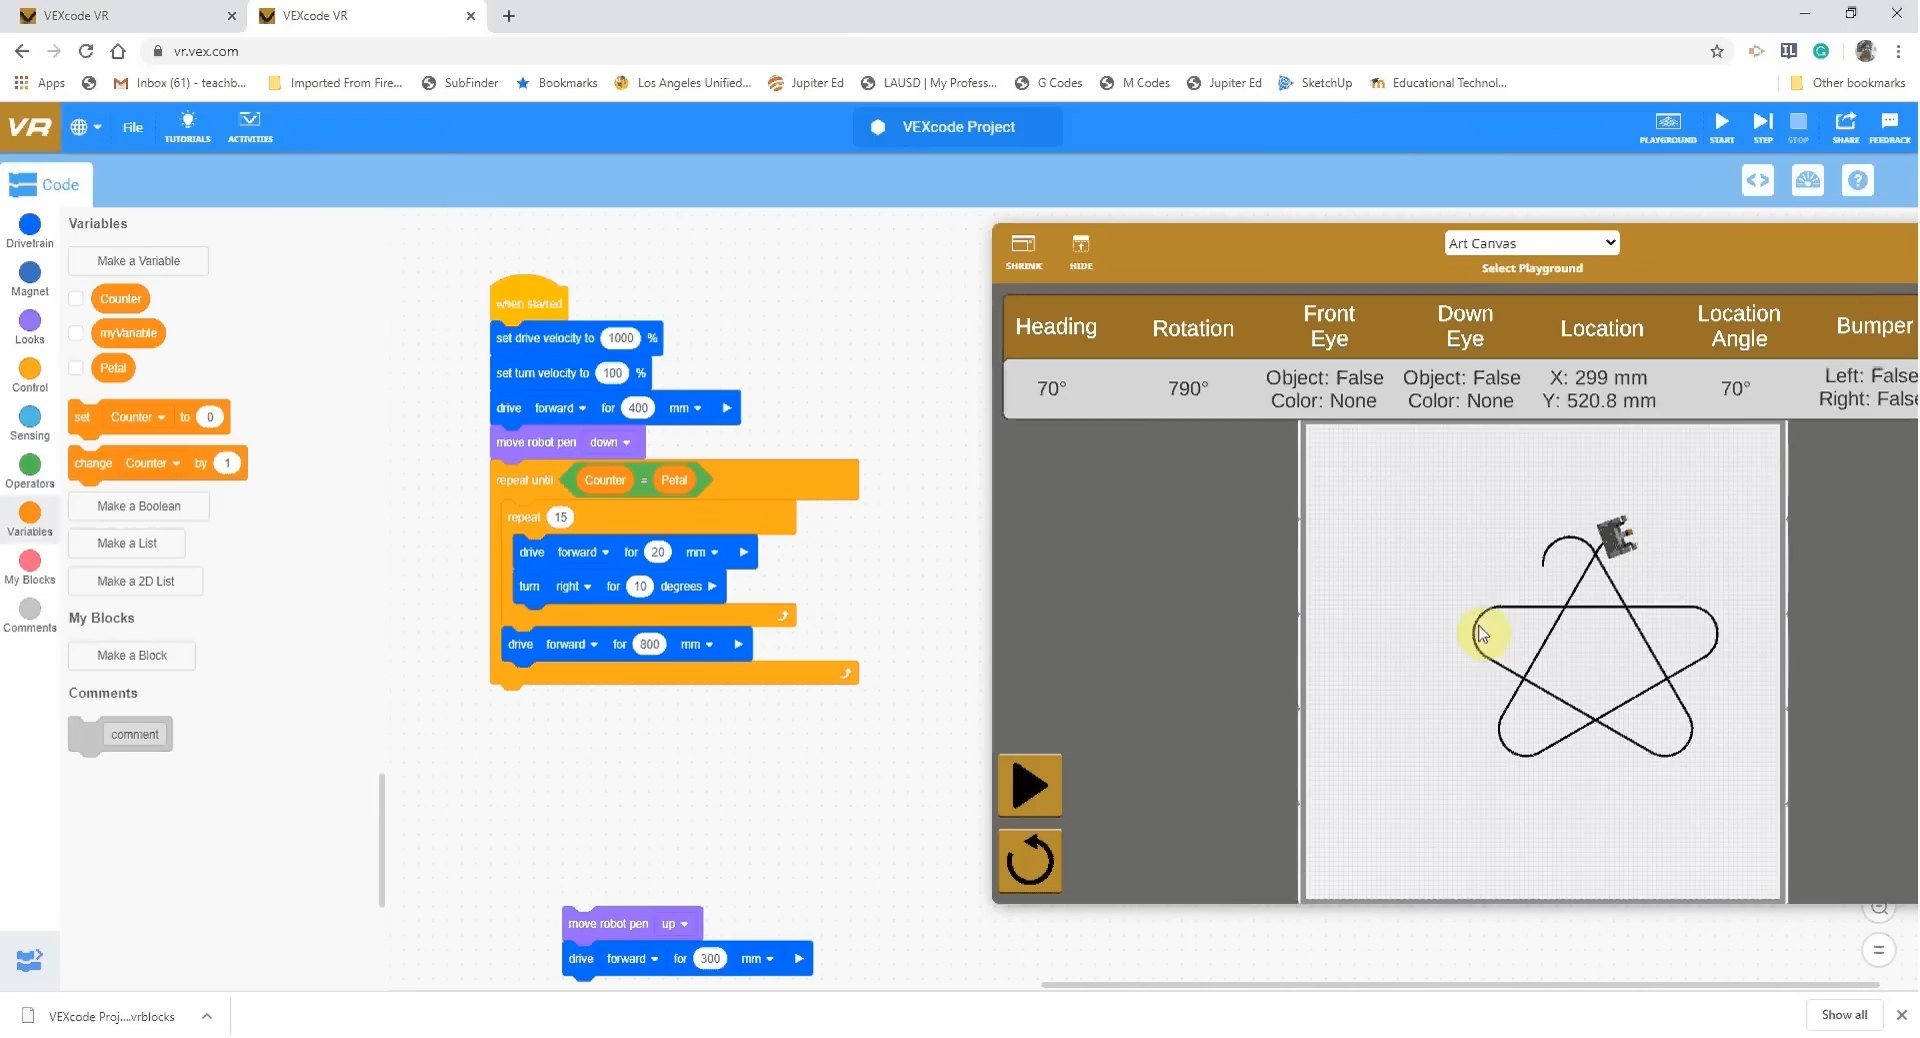 VEXcode VR
VEXcode VR
vr.vex.com
Apps
Inbox (61) - teachb...
Imported From Fire...
SubFinder
Bookmarks
Los Angeles Unified...
Jupiter Ed
LAUSD | My Profess...
G Codes
M Codes
Jupiter Ed
SketchUp
Educational Technol...
Other bookmarks
VR
File
TUTORIALS
ACTIVITIES
VEXcode Project
PLAYGROUND
START
STEP
STOP
SHARE
FEEDBACK
Code
Drivetrain
Magnet
Looks
Control
Sensing
Operators
Variables
My Blocks
Comments
Variables
Make a Variable
Counter
myVariable
Petal
set Counter to 0
change Counter by 1
Make a Boolean
Make a List
Make a 2D List
My Blocks
Make a Block
Comments
comment
when started
set drive velocity to 1000 %
set turn velocity to 100 %
drive forward for 400 mm
move robot pen down
repeat until Counter = Petal
repeat 15
drive forward for 20 mm
turn right for 10 degrees
drive forward for 800 mm
move robot pen up
drive forward for 300 mm
SHRINK
HIDE
Art Canvas
Select Playground
Heading
Rotation
Front Eye
Down Eye
Location
Location Angle
Bumper
70°
790°
Object: False
Color: None
Object: False
Color: None
X: 299 mm
Y: 520.8 mm
70°
Left: False
Right: False
VEXcode Proj....vrblocks
Show all